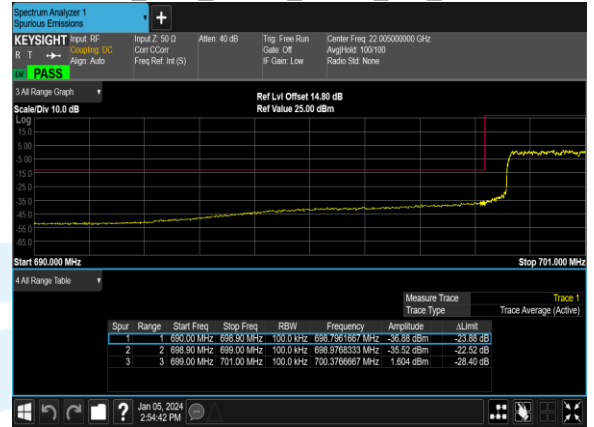 Spectrum Analyzer 1
Spurious Emissions
KEYSIGHT Input: RF Input Z: 50 Ω Atten: 40 dB Trig: Free Run Center Freq: 22.005000000 GHz
R T Coupling: DC Corr CCorr Gate: Off Avg|Hold: 100/100
Align: Auto Freq Ref: Int (S) IF Gain: Low Radio Std: None
PASS
3 All Range Graph
Ref Lvl Offset 14.80 dB
Scale/Div 10.0 dB Ref Value 25.00 dBm
Log
15.0
5.00
-5.00
-15.0
-25.0
-35.0
-45.0
-55.0
-65.0
Start 690.000 MHz Stop 701.000 MHz
4 All Range Table
Measure Trace Trace 1
Trace Type Trace Average (Active)
Spur Range Start Freq Stop Freq RBW Frequency Amplitude ΔLimit
1 1 690.00 MHz 698.90 MHz 100.0 kHz 698.7961667 MHz -36.88 dBm -23.88 dB
2 2 698.90 MHz 699.00 MHz 100.0 kHz 698.9768333 MHz -35.52 dBm -22.52 dB
3 3 699.00 MHz 701.00 MHz 100.0 kHz 700.3766667 MHz 1.604 dBm -28.40 dB
Jan 05, 2024
2:54:42 PM